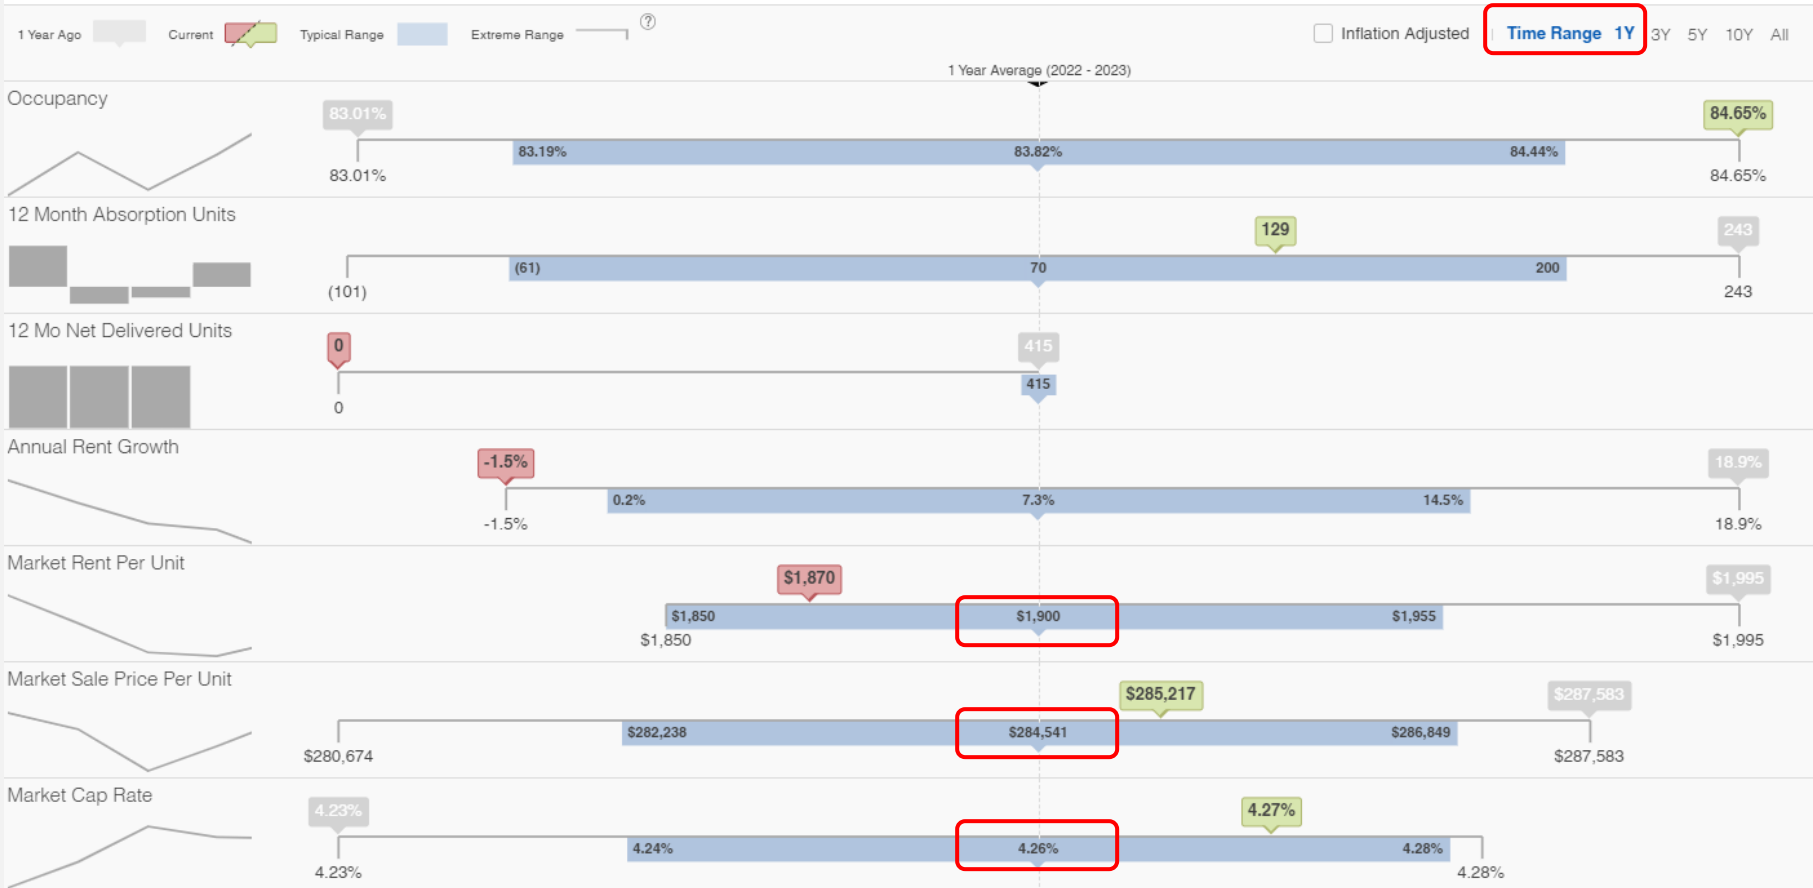 1 Year Ago Current Typical Range Extreme Range ? Inflation Adjusted Time Range 1Y 3Y 5Y 10Y All
1 Year Average (2022 - 2023)
Occupancy
83.01% 84.65%
83.19% 83.82% 84.44%
83.01% 84.65%
12 Month Absorption Units
129 243
(61) 70 200
(101) 243
12 Mo Net Delivered Units
0 415
415
0
Annual Rent Growth
-1.5% 18.9%
0.2% 7.3% 14.5%
-1.5% 18.9%
Market Rent Per Unit
$1,870 $1,995
$1,850 $1,900 $1,955
$1,850 $1,995
Market Sale Price Per Unit
$285,217 $287,583
$282,238 $284,541 $286,849
$280,674 $287,583
Market Cap Rate
4.23% 4.27%
4.24% 4.26% 4.28%
4.23% 4.28%